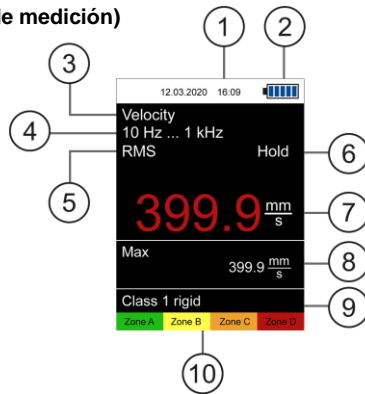 le medición)
1
2
12.03.2020 16:09
3
Velocity
4
10 Hz ... 1 kHz
RMS
Hold
5
6
399.9 mm/s
7
Max
399.9 mm/s
8
Class 1 rigid
9
Zone A Zone B Zone C Zone D
10